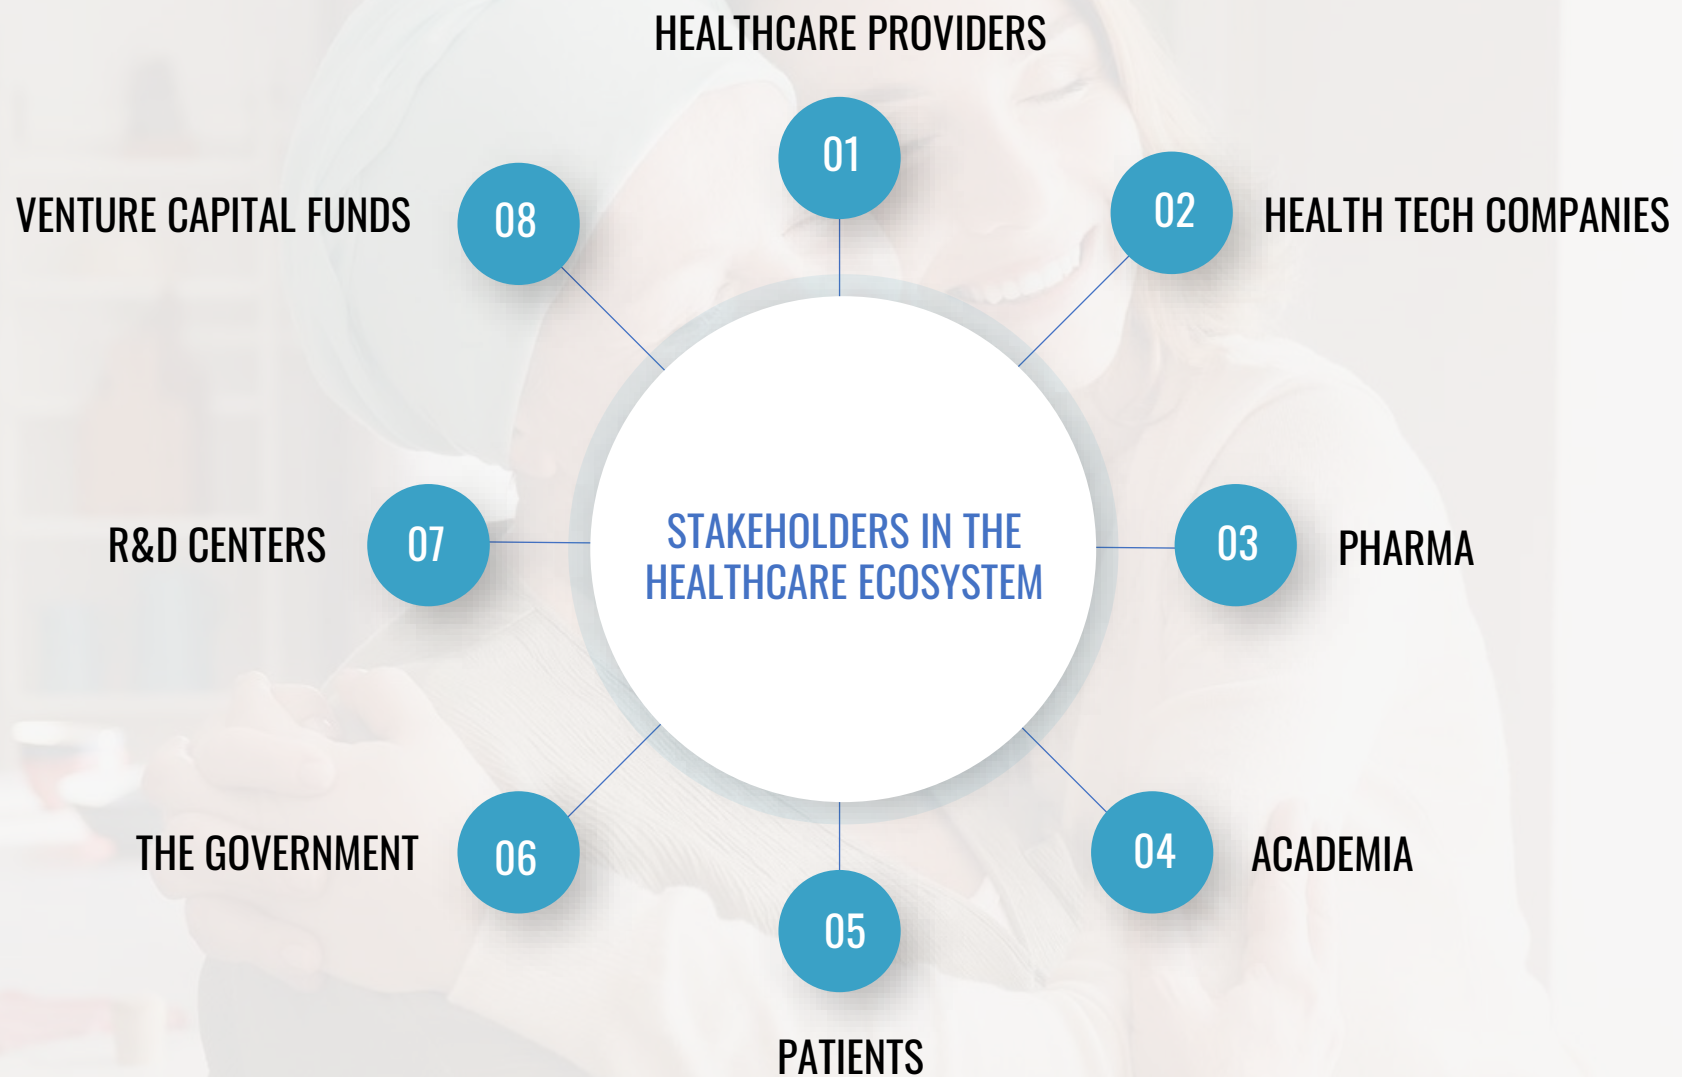 HEALTHCARE PROVIDERS
01
02
HEALTH TECH COMPANIES
03
PHARMA
04
ACADEMIA
05
PATIENTS
06
THE GOVERNMENT
07
R&D CENTERS
08
VENTURE CAPITAL FUNDS
STAKEHOLDERS IN THE
HEALTHCARE ECOSYSTEM